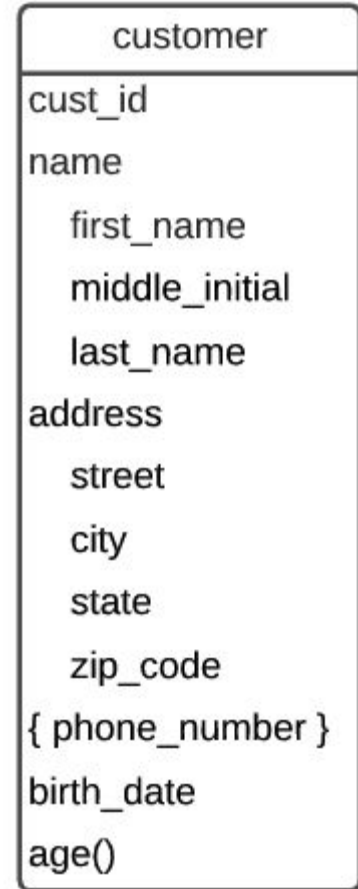 customer
cust_id
name
first_name
middle_initial
last_name
address
street
city
state
zip_code
{ phone_number }
birth_date
age()